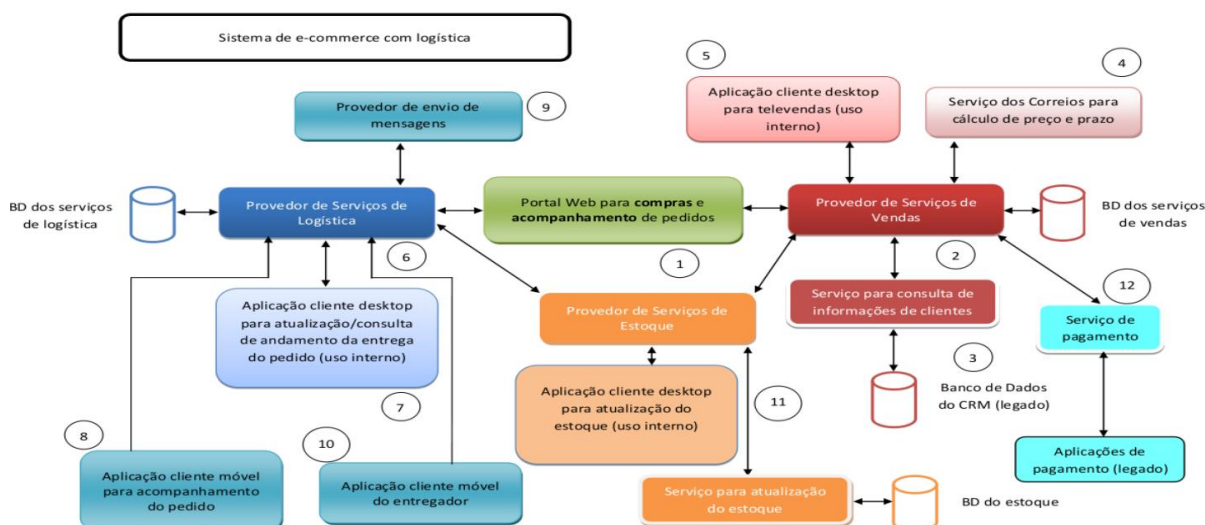 Sistema de e-commerce com logística
5
4
Aplicação cliente desktop
para televendas (uso
interno)
Serviço dos Correios para
cálculo de preço e prazo
Provedor de envio de
mensagens
9
BD dos serviços
de logística
Provedor de Serviços de
Logística
Portal Web para compras e
acompanhamento de pedidos
Provedor de Serviços de
Vendas
BD dos serviços
de vendas
6
1
2
12
Aplicação cliente desktop
para atualização/consulta
de andamento da entrega
do pedido (uso interno)
Provedor de Serviços de
Estoque
Serviço para consulta de
informações de clientes
Serviço de
pagamento
3
7
Aplicação cliente desktop
para atualização do
estoque (uso interno)
11
Banco de Dados
do CRM (legado)
8
10
Aplicação cliente móvel
para acompanhamento
do pedido
Aplicação cliente móvel
do entregador
Aplicações de
pagamento (legado)
Serviço para atualização
do estoque
BD do estoque